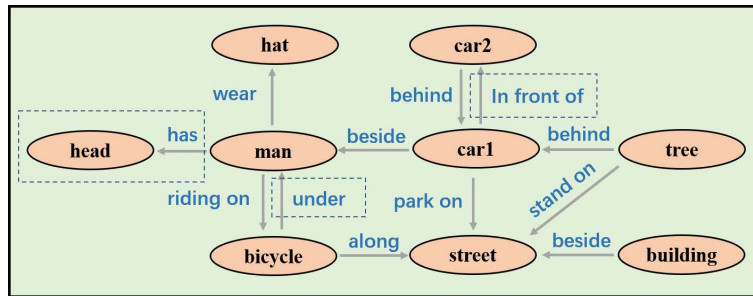 hat
car2
wear
behind
In front of
has
beside
behind
head
man
car1
tree
riding on
under
park on
stand on
along
beside
bicycle
street
building